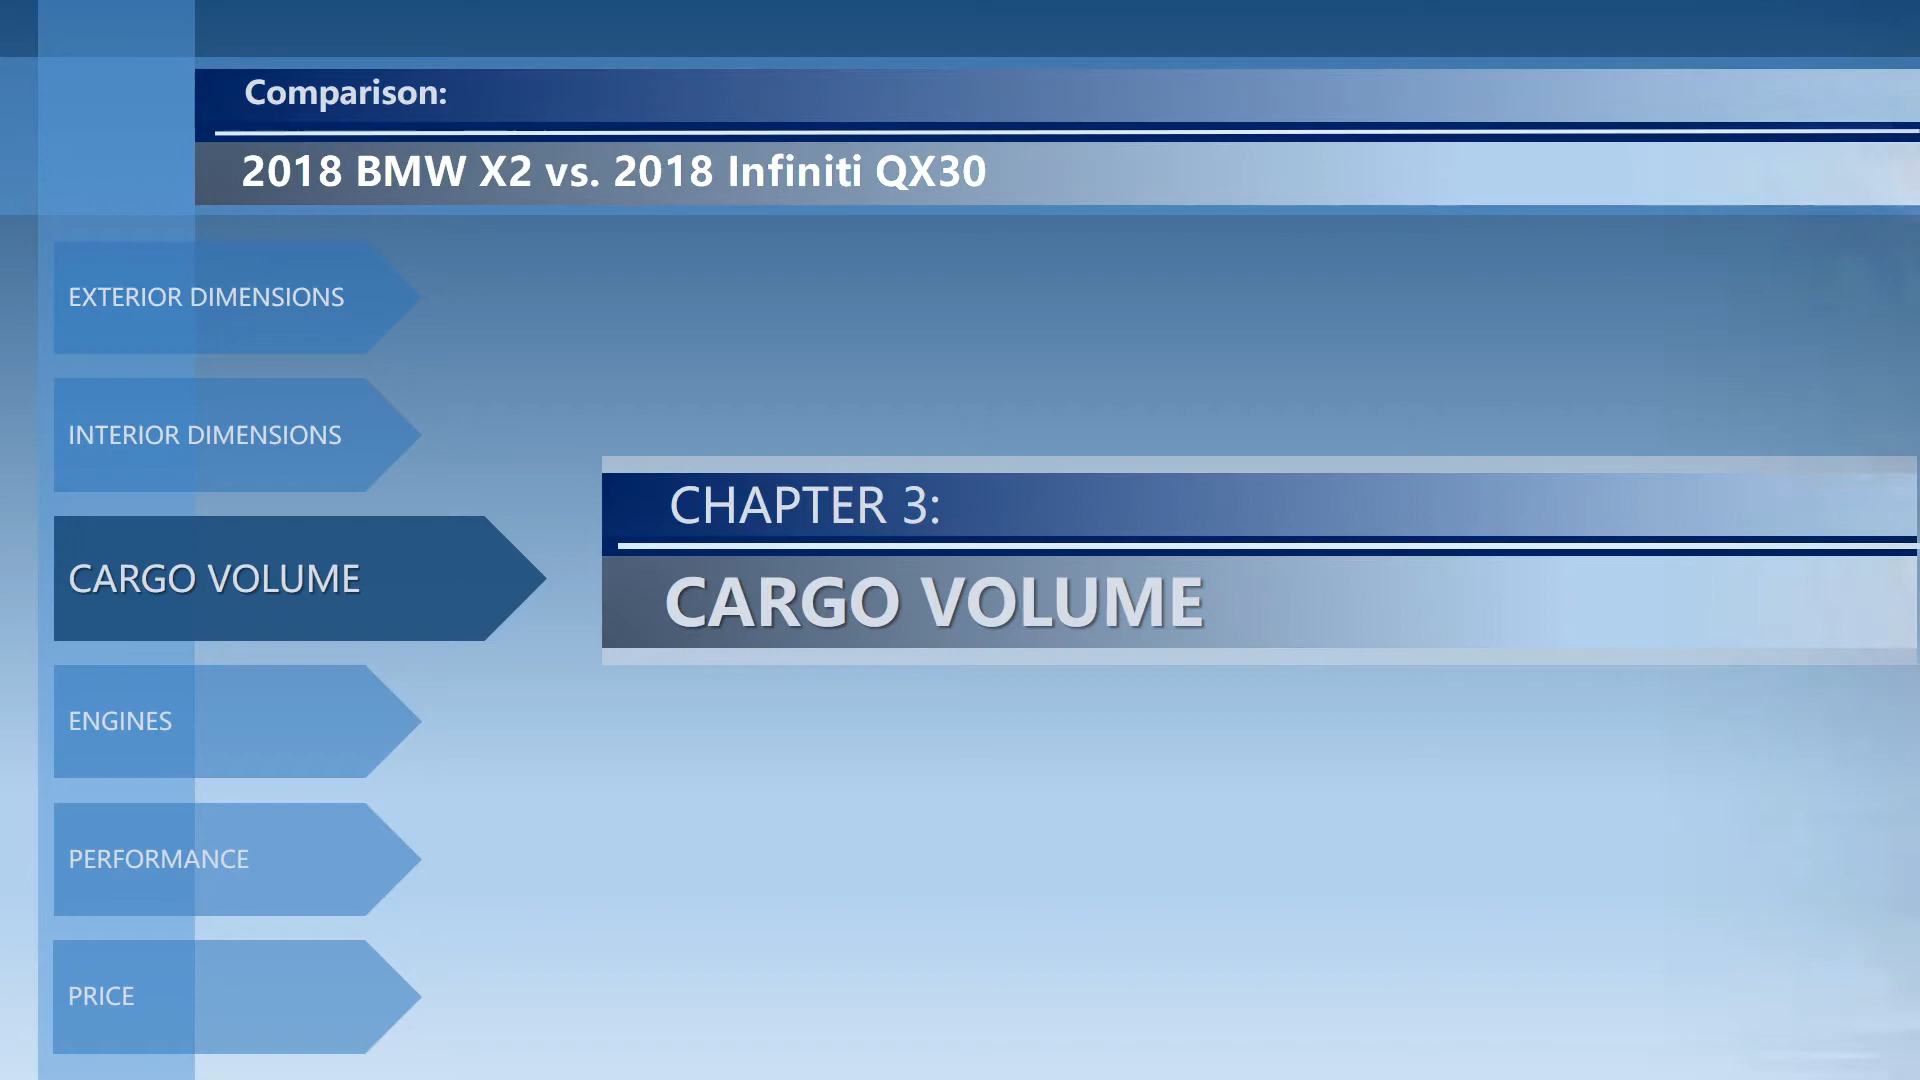 Comparison:
2018 BMW X2 vs. 2018 Infiniti QX30
EXTERIOR DIMENSIONS
INTERIOR DIMENSIONS
CARGO VOLUME
ENGINES
PERFORMANCE
PRICE
CHAPTER 3:
CARGO VOLUME